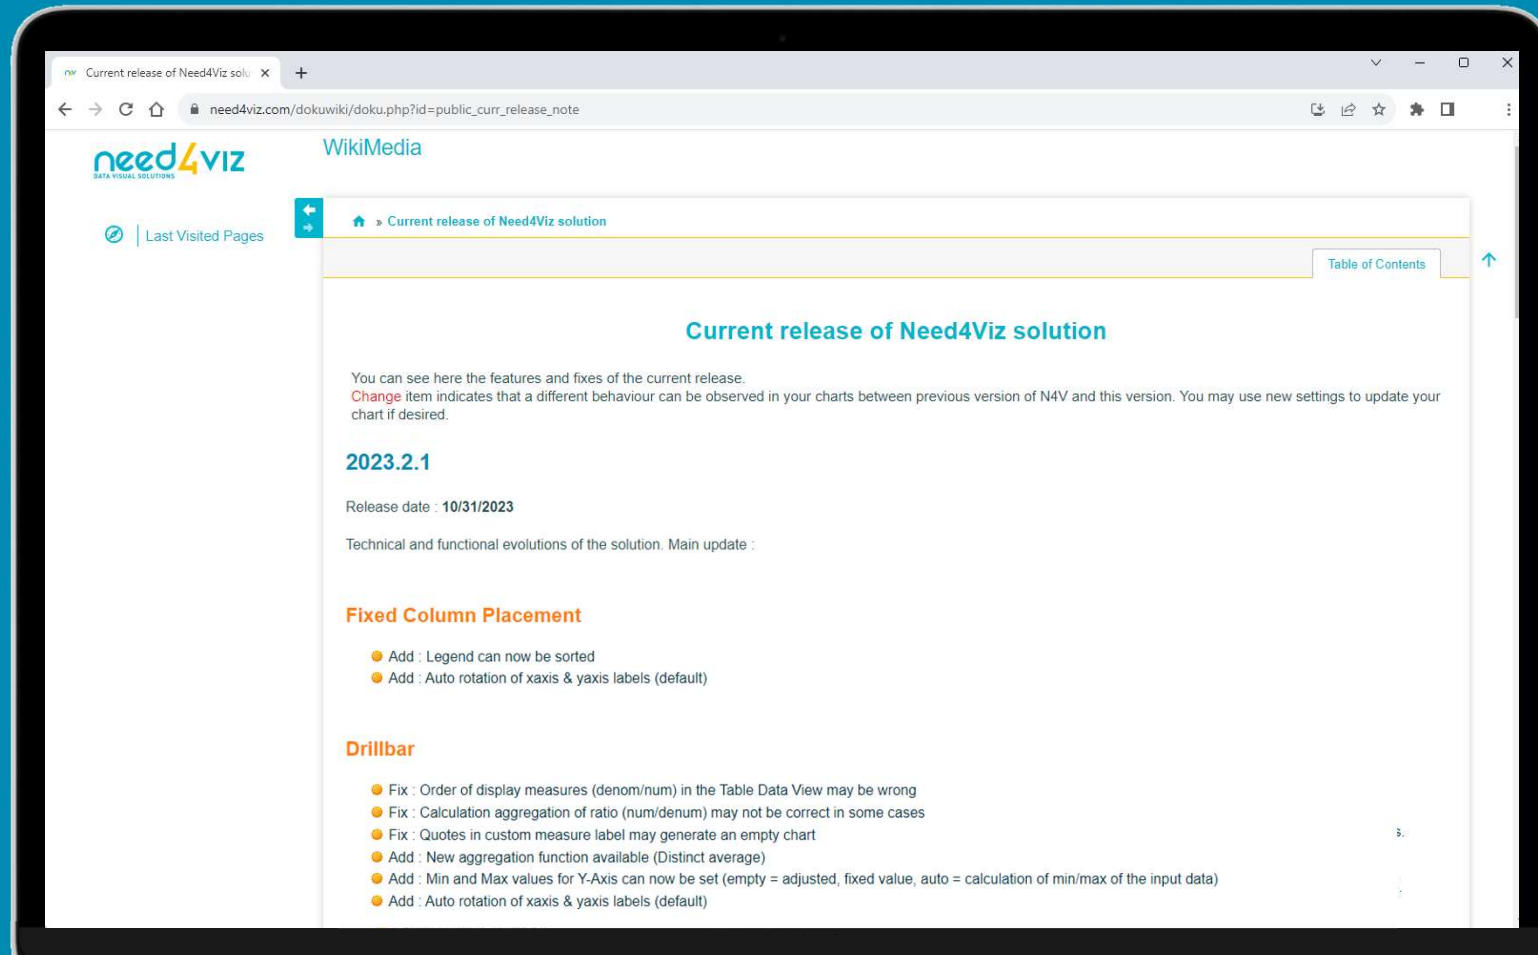 Current release of Need4Viz solu
need4viz.com/dokuwiki/doku.php?id=public_curr_release_note
need4viz
DATA VISUAL SOLUTIONS
WikiMedia
Last Visited Pages
» Current release of Need4Viz solution
Table of Contents
Current release of Need4Viz solution
You can see here the features and fixes of the current release.
Change item indicates that a different behaviour can be observed in your charts between previous version of N4V and this version. You may use new settings to update your
chart if desired.
2023.2.1
Release date : 10/31/2023
Technical and functional evolutions of the solution. Main update :
Fixed Column Placement
Add : Legend can now be sorted
Add : Auto rotation of xaxis & yaxis labels (default)
Drillbar
Fix : Order of display measures (denom/num) in the Table Data View may be wrong
Fix : Calculation aggregation of ratio (num/denum) may not be correct in some cases
Fix : Quotes in custom measure label may generate an empty chart
s.
Add : New aggregation function available (Distinct average)
Add : Min and Max values for Y-Axis can now be set (empty = adjusted, fixed value, auto = calculation of min/max of the input data)
Add : Auto rotation of xaxis & yaxis labels (default)